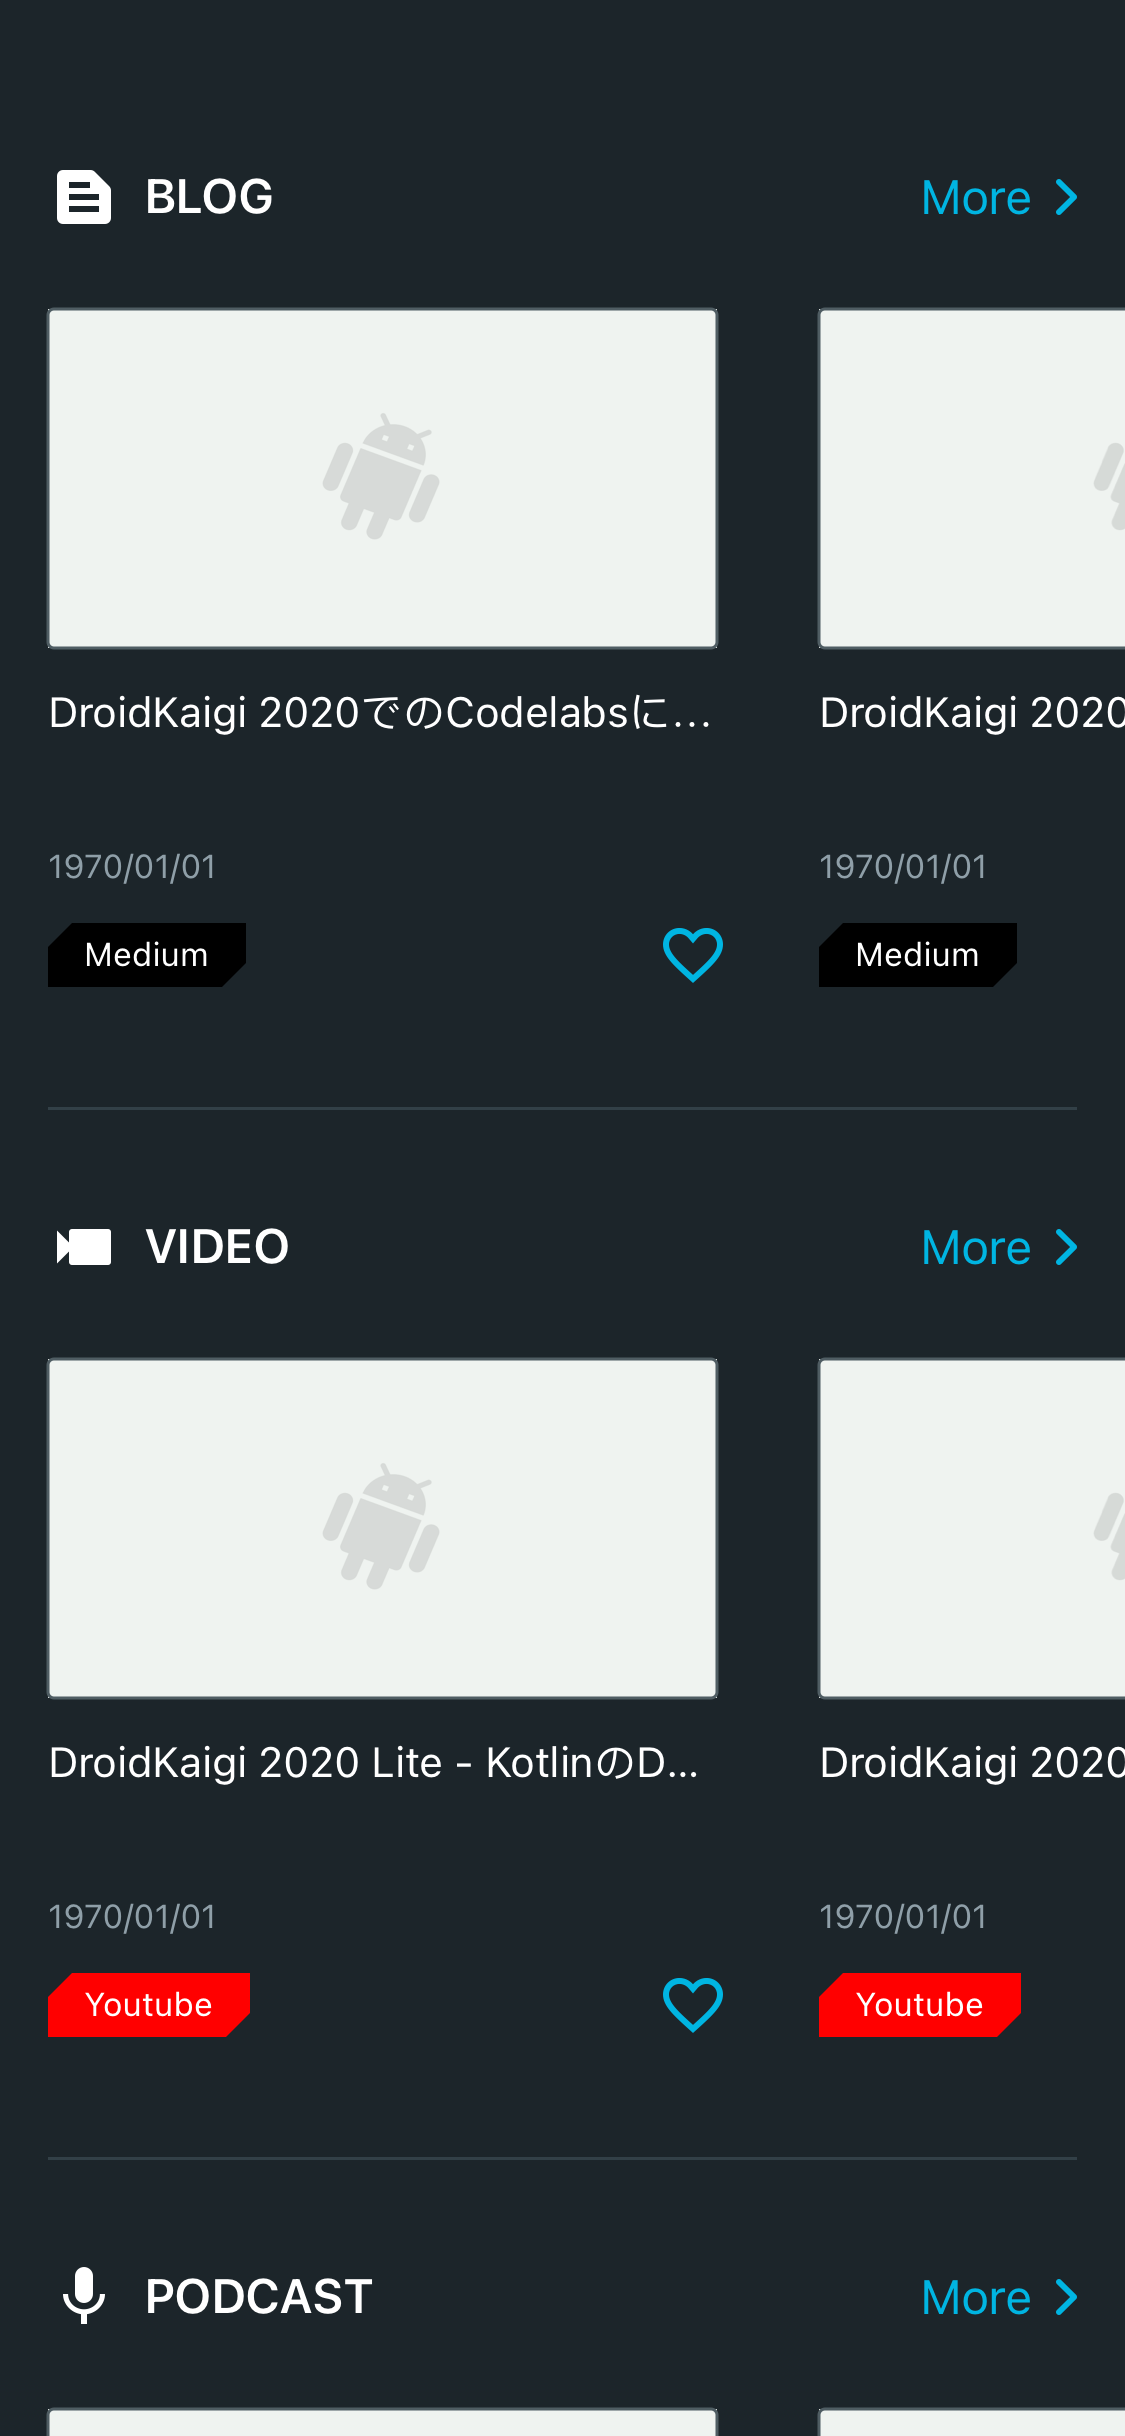 BLOG
More
DroidKaigi 2020でのCodelabsに…
DroidKaigi 2020
1970/01/01
1970/01/01
Medium
Medium
VIDEO
More
DroidKaigi 2020 Lite - KotlinのD...
DroidKaigi 2020
1970/01/01
1970/01/01
Youtube
Youtube
PODCAST
More